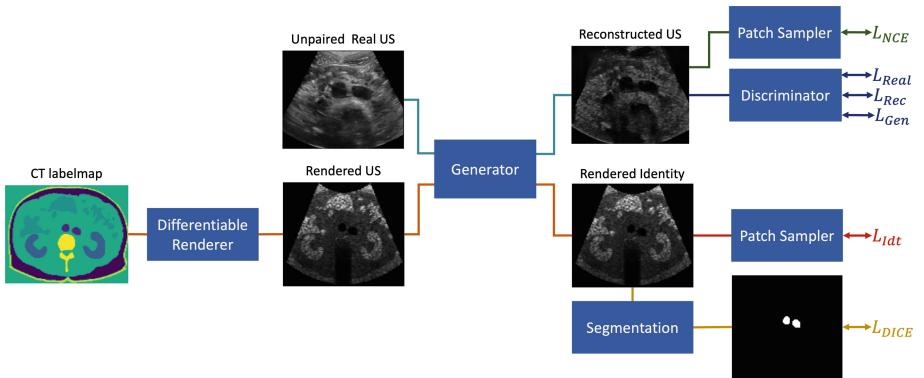 Unpaired Real US
Reconstructed US
Patch Sampler
L_NCE
Discriminator
L_Real
L_Rec
L_Gen
Generator
CT labelmap
Differentiable
Renderer
Rendered US
Rendered Identity
Patch Sampler
L_Idt
Segmentation
L_DICE